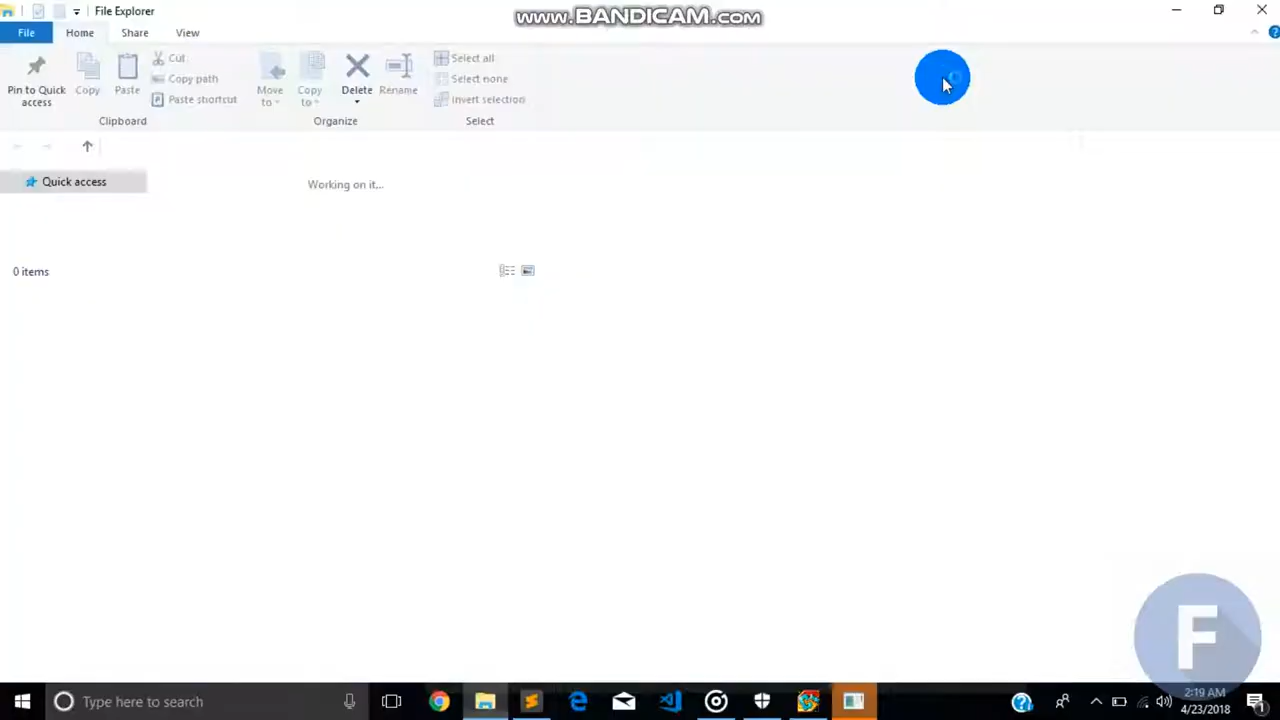 File Explorer
www.BANDICAM.com
File
Home
Share
View
Pin to Quick access
Copy
Paste
Cut
Copy path
Paste shortcut
Move to
Copy to
Delete
Rename
Select all
Select none
Invert selection
Clipboard
Organize
Select
Quick access
Working on it...
0 items
F
Type here to search
2:19 AM
4/23/2018
1